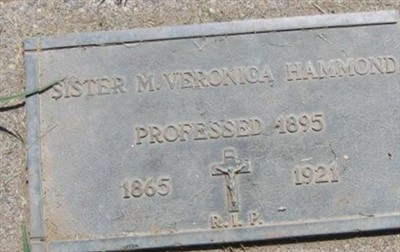 SISTER M. VERONICA HAMMOND
PROFESSED 1895
1865 1921
R.I.P.